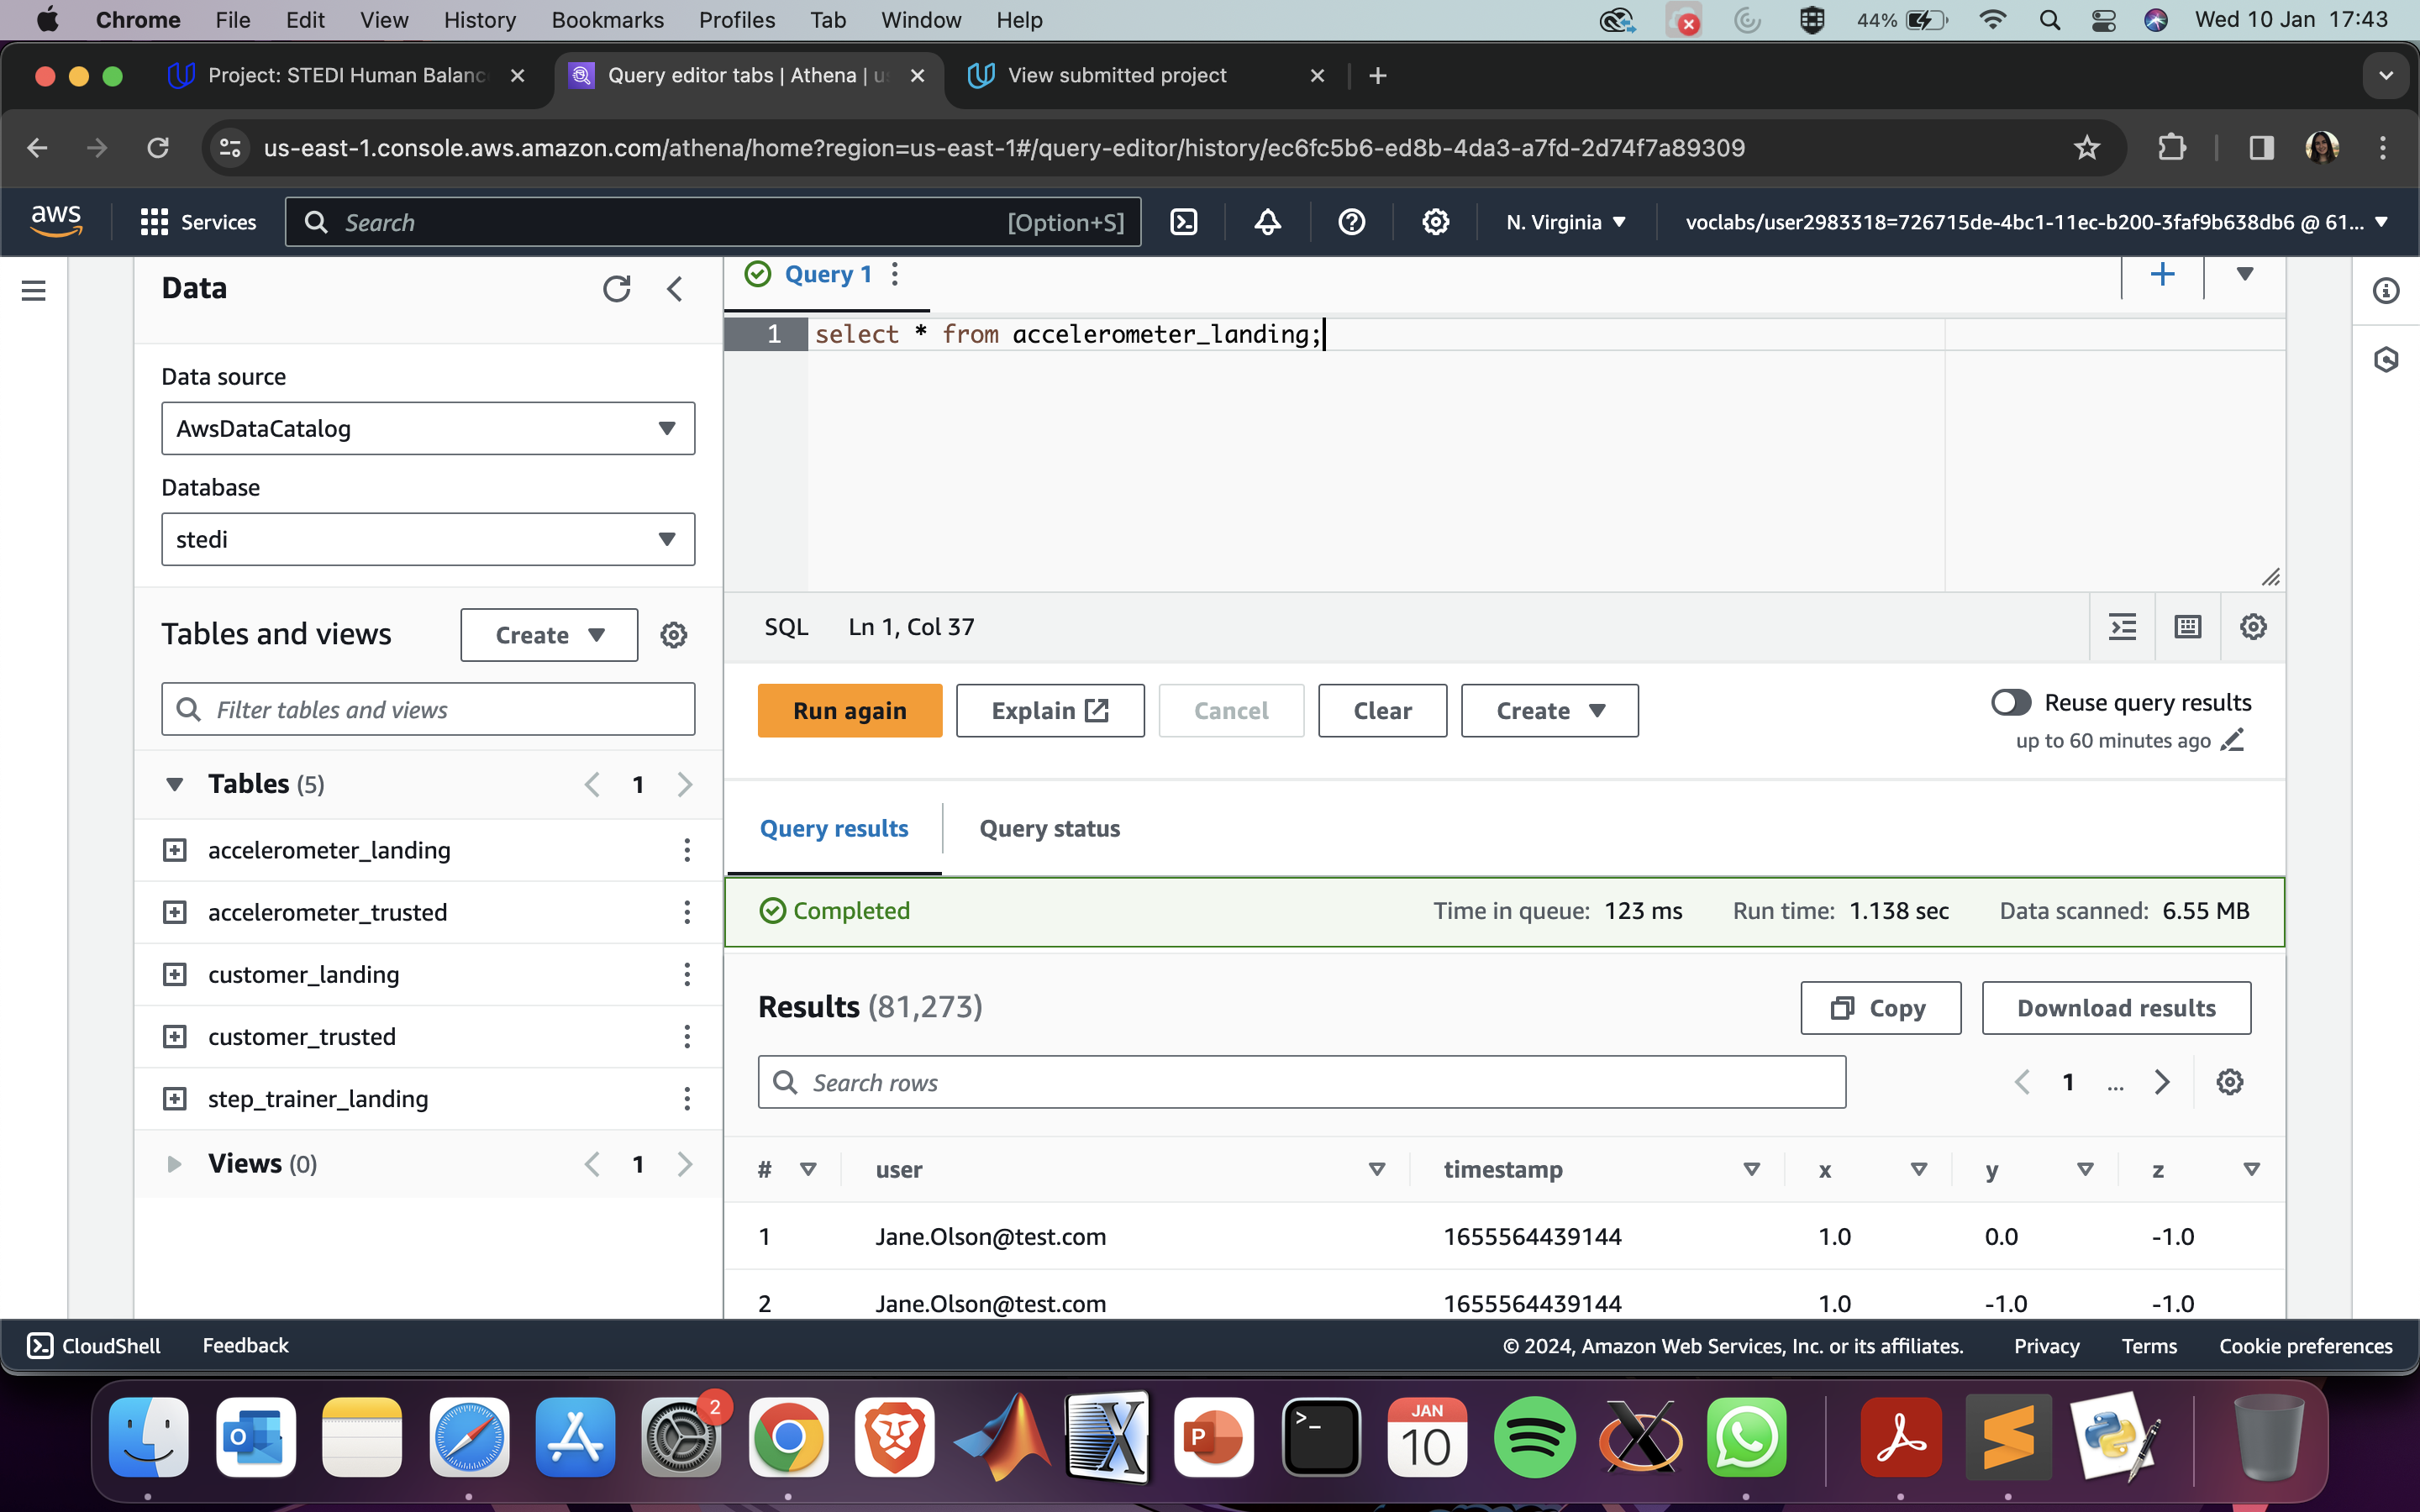 Chrome File Edit View History Bookmarks Profiles Tab Window Help 44% Wed 10 Jan 17:43
Project: STEDI Human Balanc Query editor tabs | Athena | us View submitted project
us-east-1.console.aws.amazon.com/athena/home?region=us-east-1#/query-editor/history/ec6fc5b6-ed8b-4da3-a7fd-2d74f7a89309
aws Services Search [Option+S] N. Virginia voclabs/user2983318=726715de-4bc1-11ec-b200-3faf9b638db6 @ 61...
Data
Data source
AwsDataCatalog
Database
stedi
Tables and views Create
Filter tables and views
Tables (5) 1
accelerometer_landing
accelerometer_trusted
customer_landing
customer_trusted
step_trainer_landing
Views (0) 1
Query 1
1 select * from accelerometer_landing;
SQL Ln 1, Col 37
Run again Explain Cancel Clear Create Reuse query results
up to 60 minutes ago
Query results Query status
Completed Time in queue: 123 ms Run time: 1.138 sec Data scanned: 6.55 MB
Results (81,273) Copy Download results
Search rows 1 ...
# user timestamp x y z
1 Jane.Olson@test.com 1655564439144 1.0 0.0 -1.0
2 Jane.Olson@test.com 1655564439144 1.0 -1.0 -1.0
CloudShell Feedback © 2024, Amazon Web Services, Inc. or its affiliates. Privacy Terms Cookie preferences
2
JAN
10
O
X
P
>_